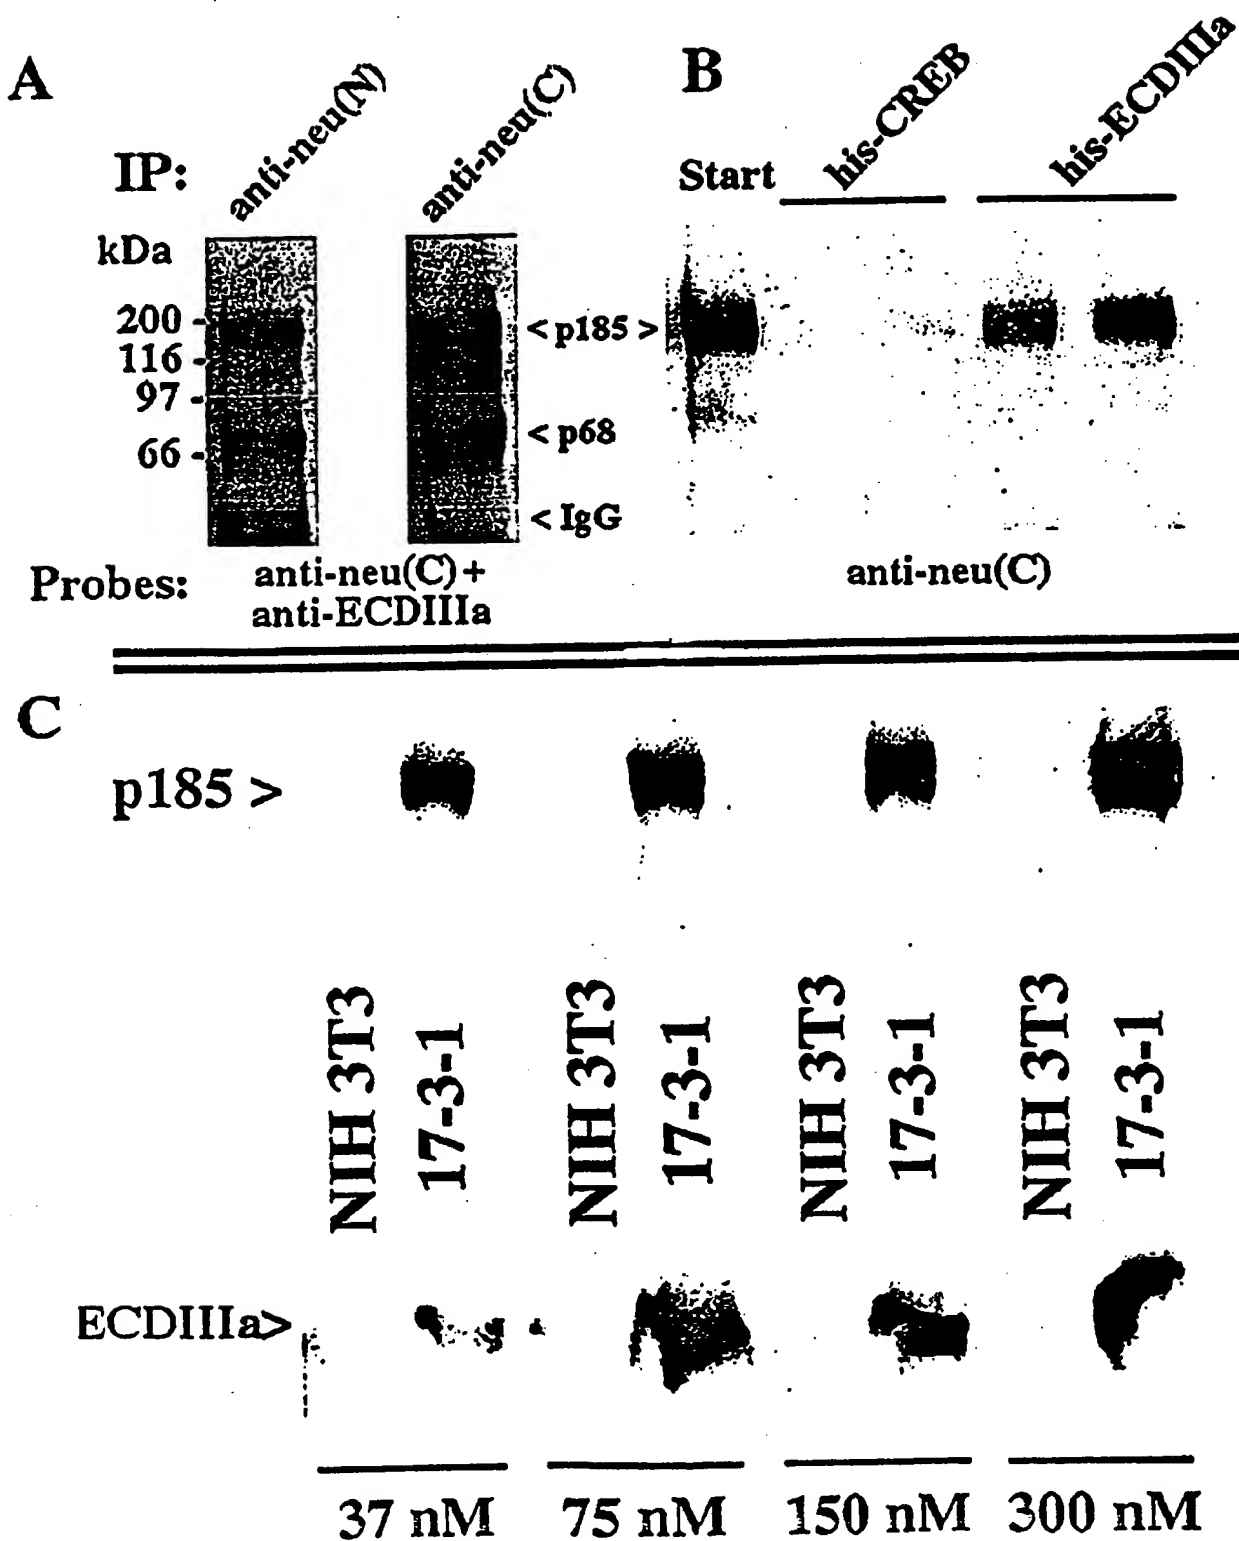 A
IP:
anti-neu(N)
anti-neu(C)
kDa
200 -
116 -
97 -
66 -
< p185 >
< p68
< IgG
Probes:
anti-neu(C)+
anti-ECDIIIa
B
Start
his-CREB
his-ECDIIIa
anti-neu(C)
C
p185 >
NIH 3T3
17-3-1
NIH 3T3
17-3-1
NIH 3T3
17-3-1
NIH 3T3
17-3-1
ECDIIIa>
37 nM
75 nM
150 nM
300 nM